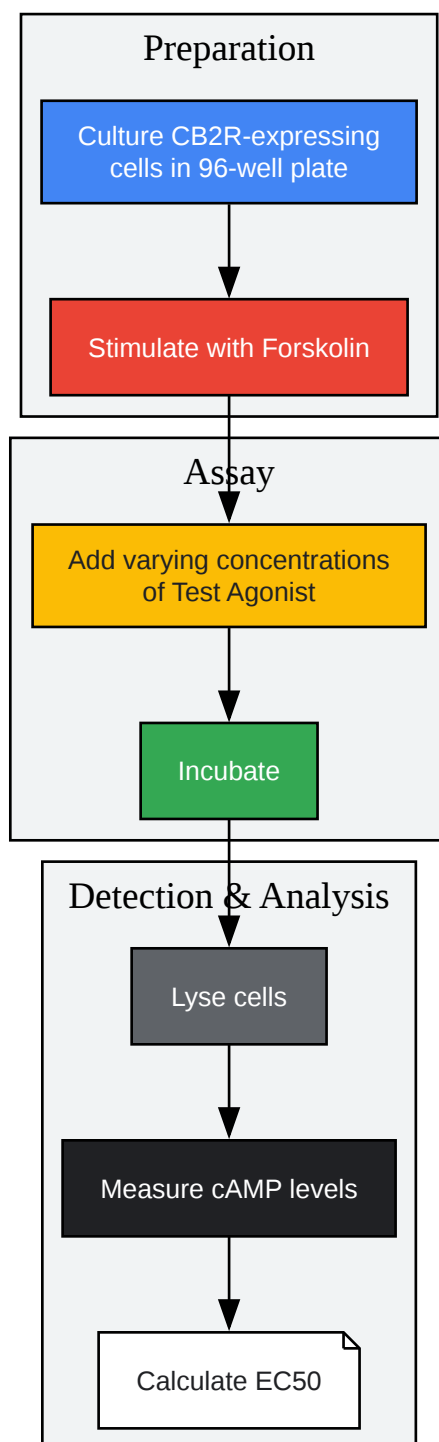 Preparation
Culture CB2R-expressing
cells in 96-well plate
Stimulate with Forskolin
Assay
Add varying concentrations
of Test Agonist
Incubate
Detection & Analysis
Lyse cells
Measure cAMP levels
Calculate EC50